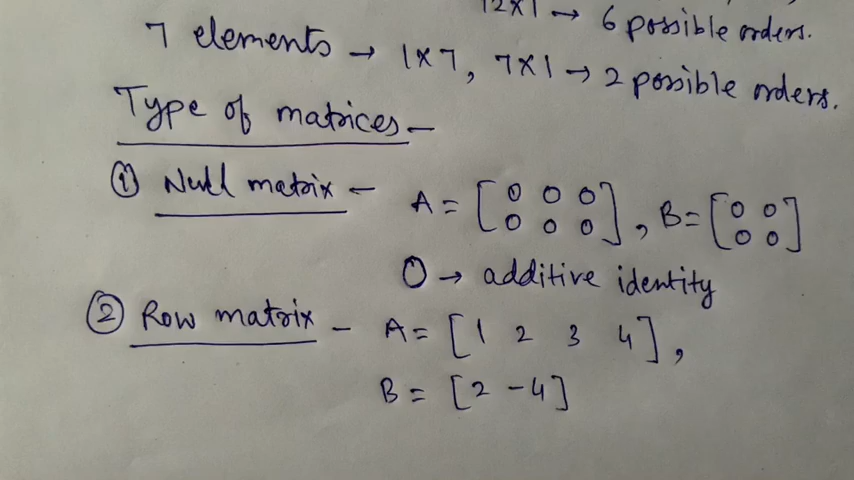 12×1 → 6 possible orders.
7 elements → 1×7, 7×1 → 2 possible orders.
Type of matrices –
① Null matrix – A = [0 0 0
0 0 0], B = [0 0
0 0]
O → additive identity
② Row matrix – A = [1 2 3 4],
B = [2 -4]